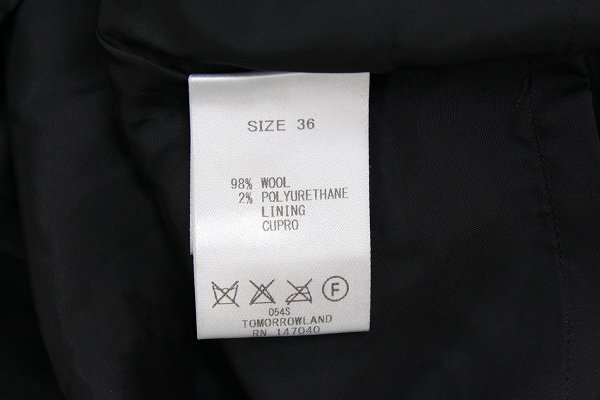 SIZE 36
98% WOOL
2% POLYURETHANE
LINING
CUPRO
F
054S
TOMORROWLAND
RN 147040